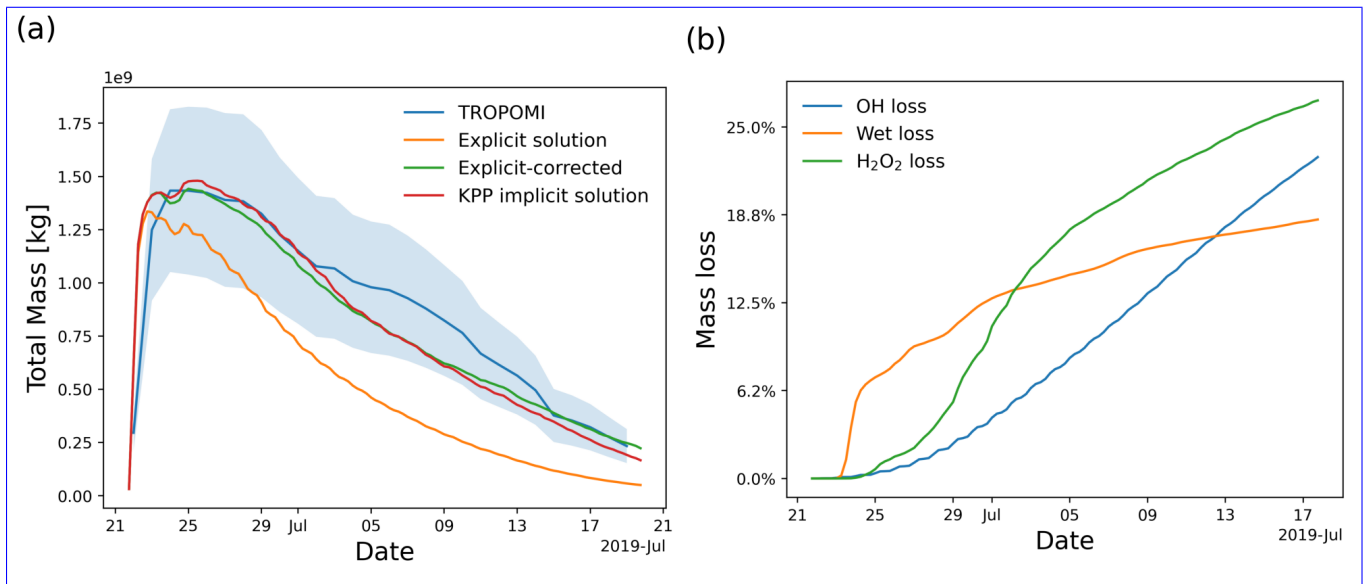 (a)
1e9
Total Mass [kg]
1.75
1.50
1.25
1.00
0.75
0.50
0.25
0.00
TROPOMI
Explicit solution
Explicit-corrected
KPP implicit solution
21 25 29 Jul 05 09 13 17 21
Date
2019-Jul
(b)
Mass loss
25.0%
18.8%
12.5%
6.2%
0.0%
OH loss
Wet loss
H₂O₂ loss
21 25 29 Jul 05 09 13 17
Date
2019-Jul